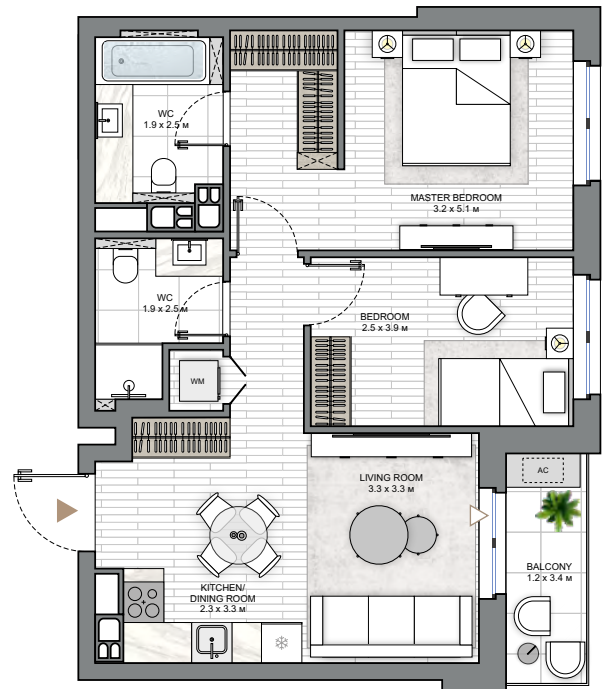 WC
1.9 x 2.5 м
MASTER BEDROOM
3.2 x 5.1 м
WC
1.9 x 2.5 м
BEDROOM
2.5 x 3.9 м
WM
LIVING ROOM
3.3 x 3.3 м
AC
KITCHEN/
DINING ROOM
2.3 x 3.3 м
BALCONY
1.2 x 3.4 м